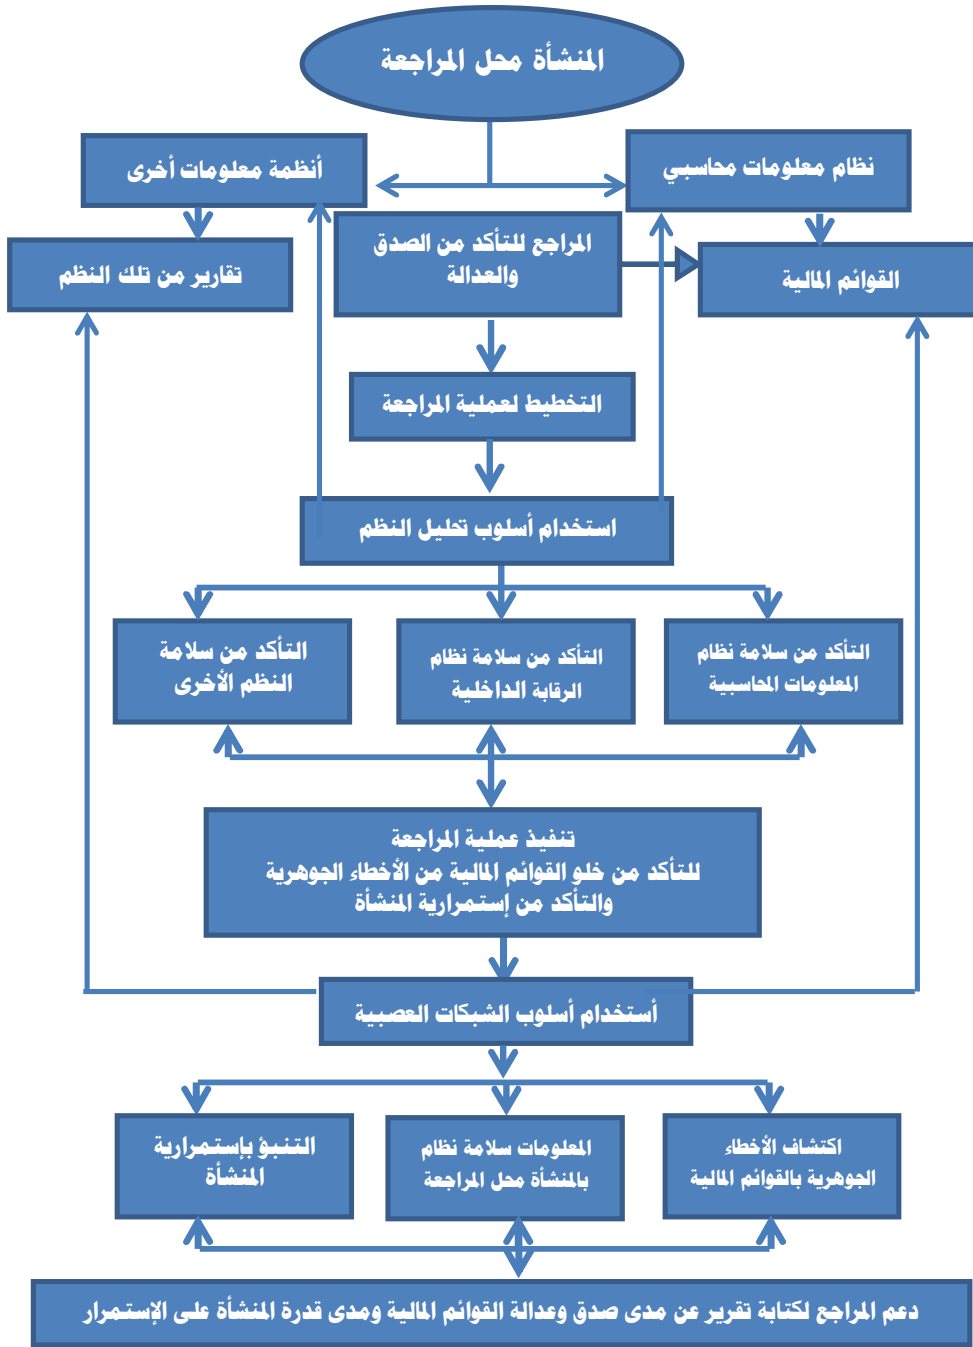 المنشأة محل المراجعة
نظام معلومات محاسبي
أنظمة معلومات أخرى
المراجع للتأكد من الصدق
والعدالة
القوائم المالية
تقارير من تلك النظم
التخطيط لعملية المراجعة
استخدام أسلوب تحليل النظم
التأكد من سلامة نظام
المعلومات المحاسبية
التأكد من سلامة نظام
الرقابة الداخلية
التأكد من سلامة
النظم الأخرى
تنفيذ عملية المراجعة
للتأكد من خلو القوائم المالية من الأخطاء الجوهرية
والتأكد من إستمرارية المنشأة
أستخدام أسلوب الشبكات العصبية
اكتشاف الأخطاء
الجوهرية بالقوائم المالية
المعلومات سلامة نظام
بالمنشأة محل المراجعة
التنبؤ بإستمرارية
المنشأة
دعم المراجع لكتابة تقرير عن مدى صدق وعدالة القوائم المالية ومدى قدرة المنشأة على الإستمرار